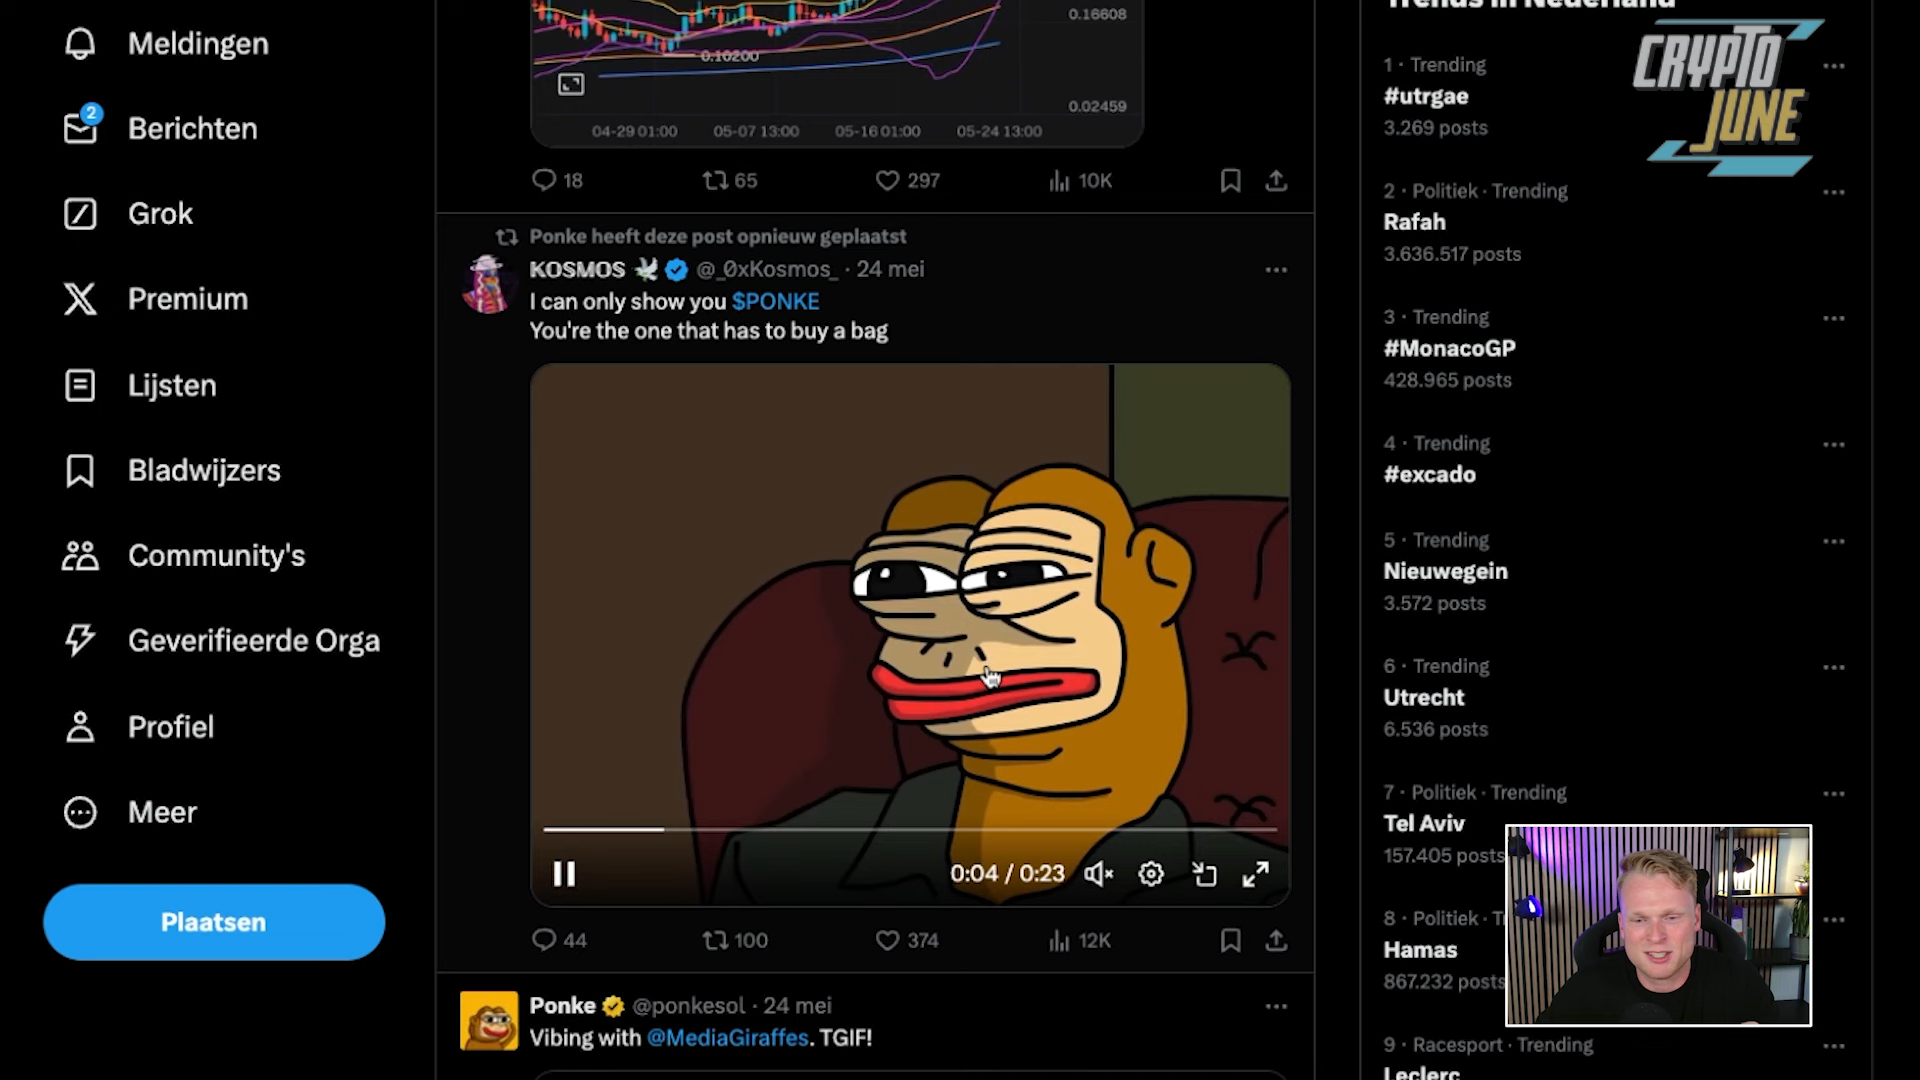 Meldingen
2
Berichten
Grok
Premium
Lijsten
Bladwijzers
Community's
Geverifieerde Orga
Profiel
Meer
Plaatsen
0.16608
0.10200
0.02459
04-29 01:00 05-07 13:00 05-16 01:00 05-24 13:00
18 65 297 10K
Ponke heeft deze post opnieuw geplaatst
KOSMOS @_0xKosmos_ · 24 mei
I can only show you $PONKE
You're the one that has to buy a bag
0:04 / 0:23
44 100 374 12K
Ponke @ponkesol · 24 mei
Vibing with @MediaGiraffes. TGIF!
Trends in Nederland
CRYPTO
JUNE
1 · Trending
#utrgae
3.269 posts
2 · Politiek · Trending
Rafah
3.636.517 posts
3 · Trending
#MonacoGP
428.965 posts
4 · Trending
#excado
5 · Trending
Nieuwegein
3.572 posts
6 · Trending
Utrecht
6.536 posts
7 · Politiek · Trending
Tel Aviv
157.405 posts
8 · Politiek · Tr
Hamas
867.232 posts
9 · Racesport · Trending
Leclerc